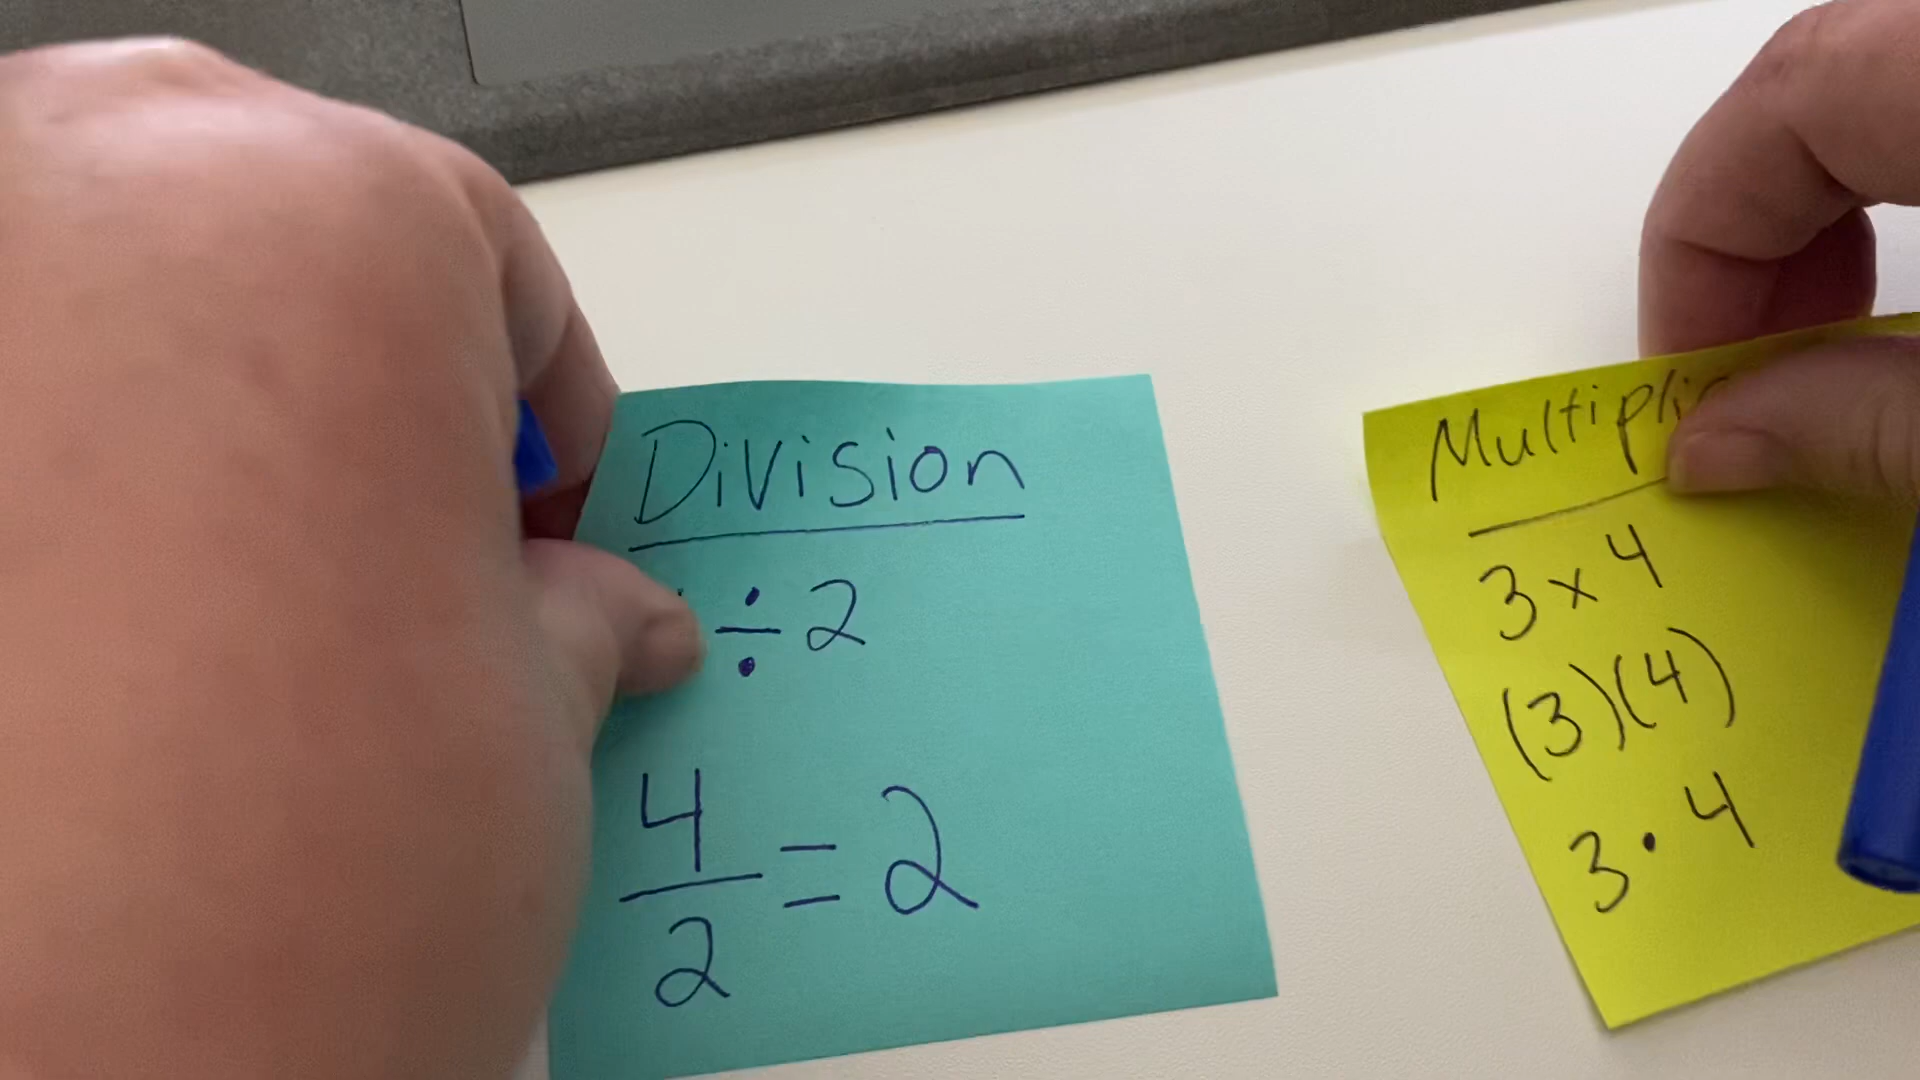 Division
÷ 2
4
2
= 2
Multipli
3 x 4
(3)(4)
3 • 4